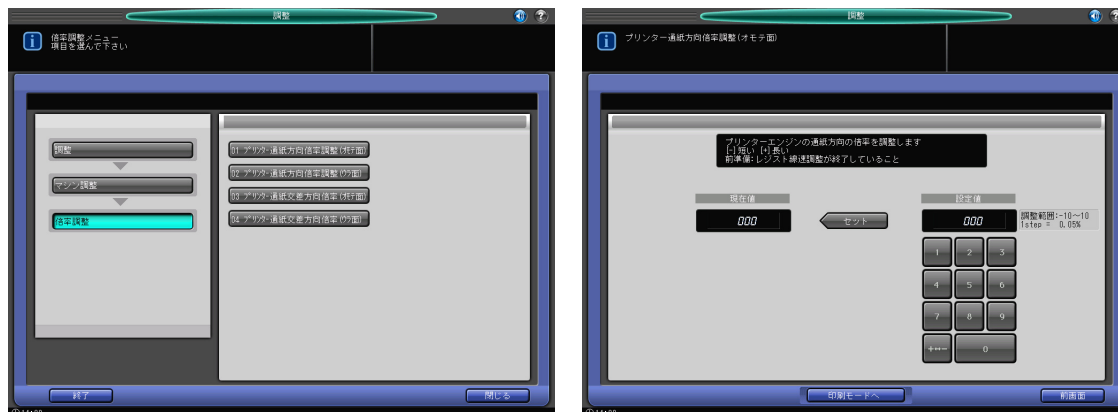 調整
倍率調整メニュー
項目を選んで下さい
調整
マシン調整
倍率調整
01 プリンター通紙方向倍率調整(オモテ面)
02 プリンター通紙方向倍率調整(ウラ面)
03 プリンター通紙交差方向倍率(オモテ面)
04 プリンター通紙交差方向倍率(ウラ面)
終了
閉じる
調整
プリンター通紙方向倍率調整(オモテ面)
プリンターエンジンの通紙方向の倍率を調整します
[-]短い [+]長い
前準備:レジスト線速調整が終了していること
現在値
設定値
000
セット
000
調整範囲:-10～10
1step = 0.05%
1 2 3
4 5 6
7 8 9
+↔- 0
印刷モードへ
前画面